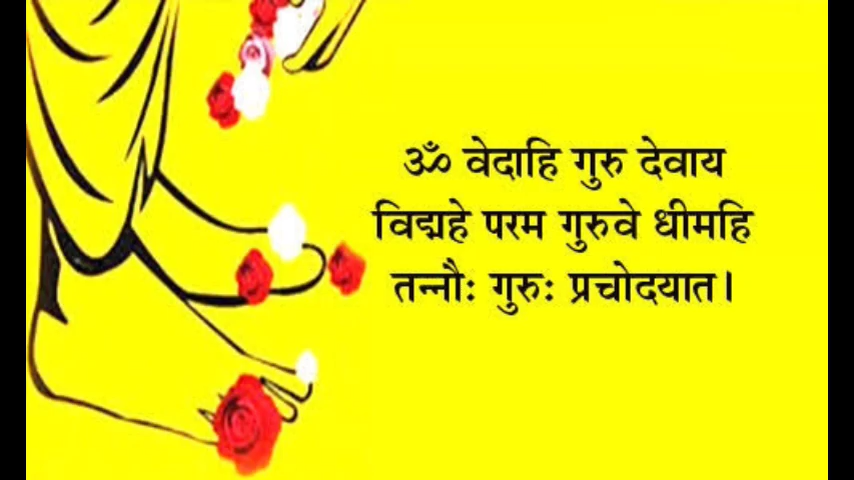 ॐ वेदाहि गुरु देवाय
विद्महे परम गुरुवे धीमहि
तन्नौः गुरुः प्रचोदयात।